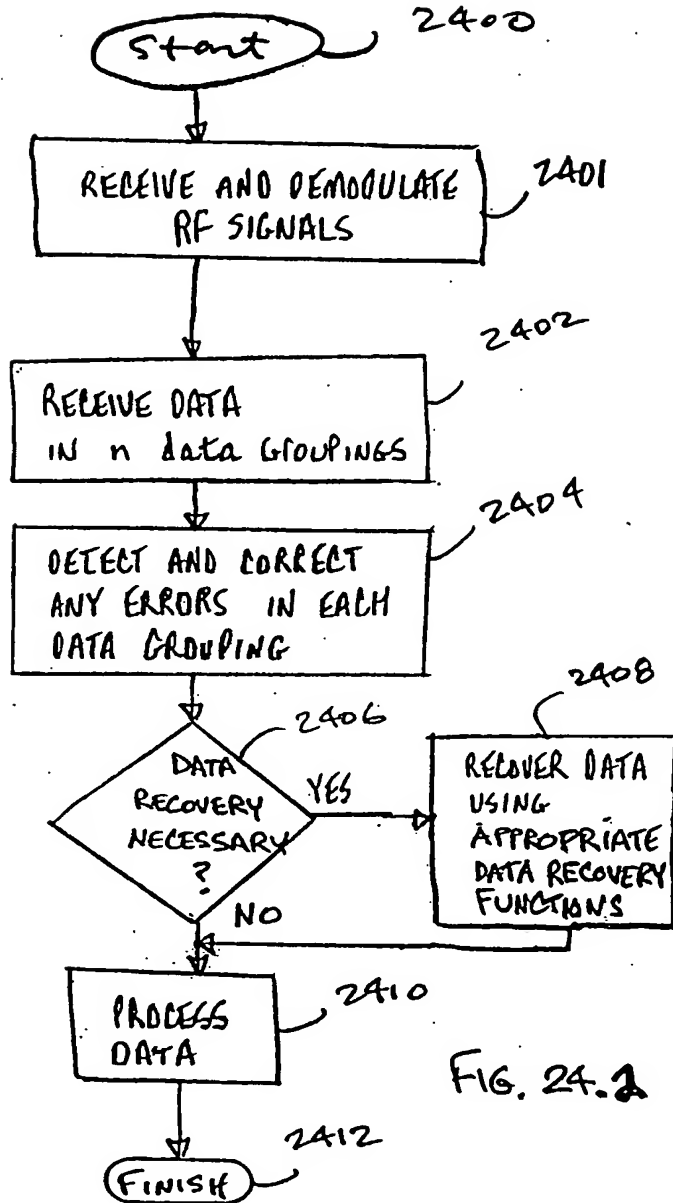 Start
2400
RECEIVE AND DEMODULATE
RF SIGNALS
2401
2402
RECEIVE DATA
IN n data GROUPINGS
2404
DETECT AND CORRECT
ANY ERRORS IN EACH
DATA GROUPING
2406
DATA
RECOVERY
NECESSARY
?
YES
NO
2408
RECOVER DATA
USING
APPROPRIATE
DATA RECOVERY
FUNCTIONS
PROCESS
DATA
2410
FIG. 24.2
FINISH
2412